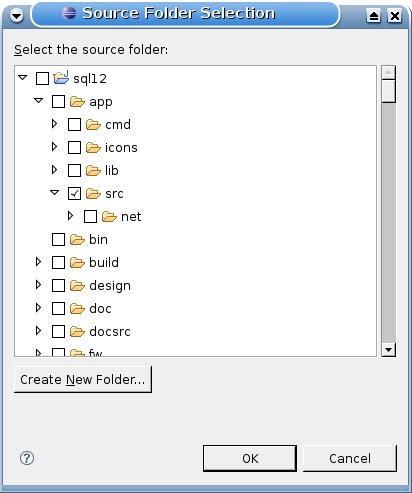 Source Folder Selection
Select the source folder:
sql12
app
cmd
icons
lib
src
net
bin
build
design
doc
docsrc
fw
Create New Folder...
?
OK
Cancel